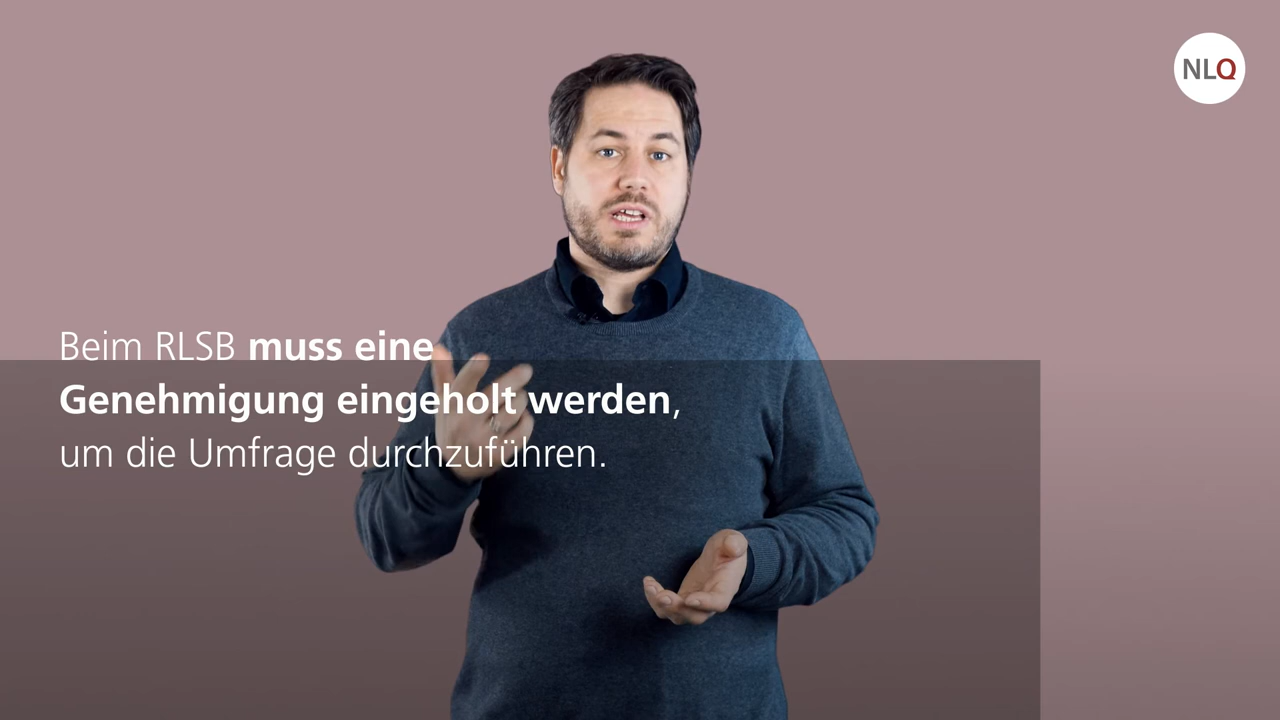 NLQ
Beim RLSB muss eine
Genehmigung eingeholt werden,
um die Umfrage durchzuführen.